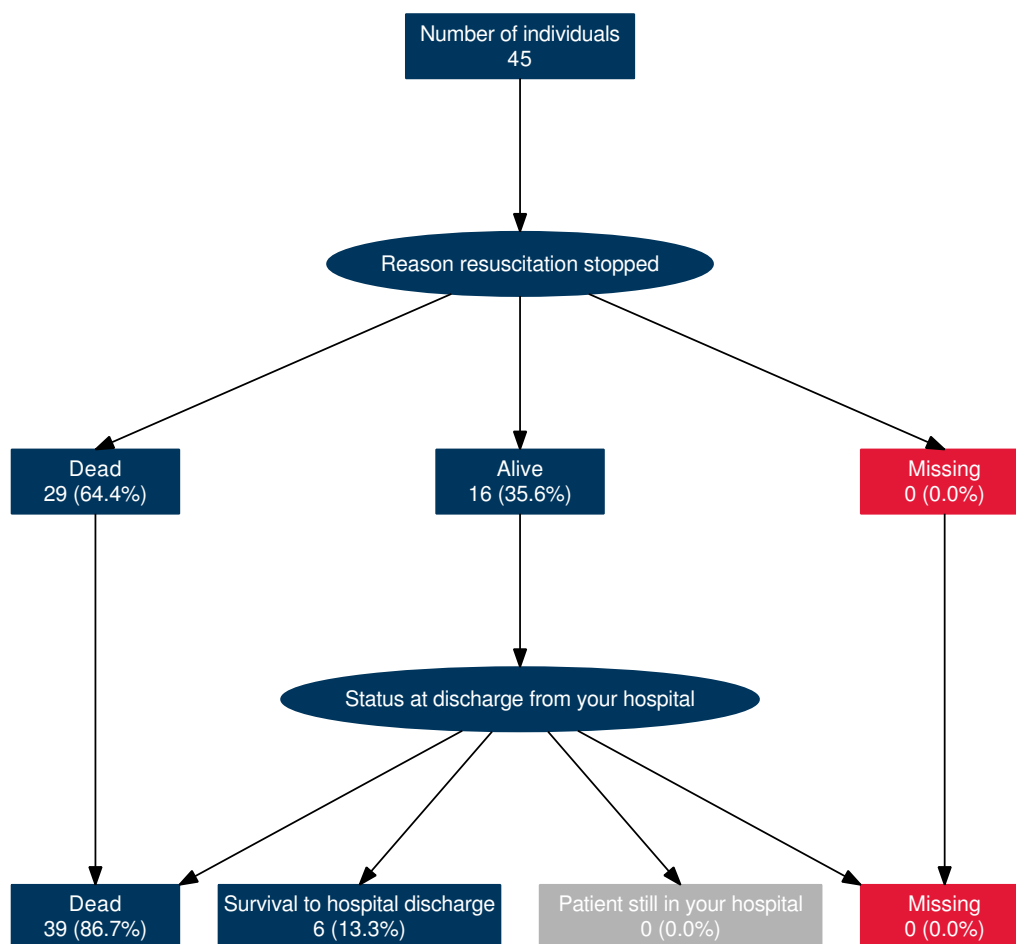 Number of individuals
45
Reason resuscitation stopped
Dead
29 (64.4%)
Alive
16 (35.6%)
Missing
0 (0.0%)
Status at discharge from your hospital
Dead
39 (86.7%)
Survival to hospital discharge
6 (13.3%)
Patient still in your hospital
0 (0.0%)
Missing
0 (0.0%)